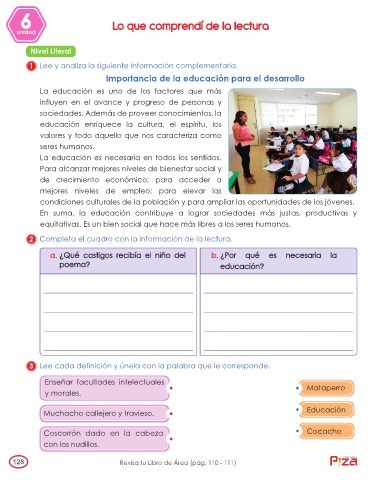 6
unidad
Lo que comprendí de la lectura
Nivel Literal
1 Lee y analiza la siguiente información complementaria.
Importancia de la educación para el desarrollo
La educación es uno de los factores que más
influyen en el avance y progreso de personas y
sociedades. Además de proveer conocimientos, la
educación enriquece la cultura, el espíritu, los
valores y todo aquello que nos caracteriza como
seres humanos.
La educación es necesaria en todos los sentidos.
Para alcanzar mejores niveles de bienestar social y
de crecimiento económico; para acceder a
mejores niveles de empleo; para elevar las
condiciones culturales de la población y para ampliar las oportunidades de los jóvenes.
En suma, la educación contribuye a lograr sociedades más justas, productivas y
equitativas. Es un bien social que hace más libres a los seres humanos.
2 Completa el cuadro con la información de la lectura.
a. ¿Qué castigos recibía el niño del
poema?
b. ¿Por qué es necesaria la
educación?
3 Lee cada definición y únela con la palabra que le corresponde.
Enseñar facultades intelectuales
y morales.
Muchacho callejero y travieso.
Coscorrón dado en la cabeza
con los nudillos.
Mataperro
Educación
Cocacho
128
Revisa tu Libro de Área (pág. 110 - 111)
P:za